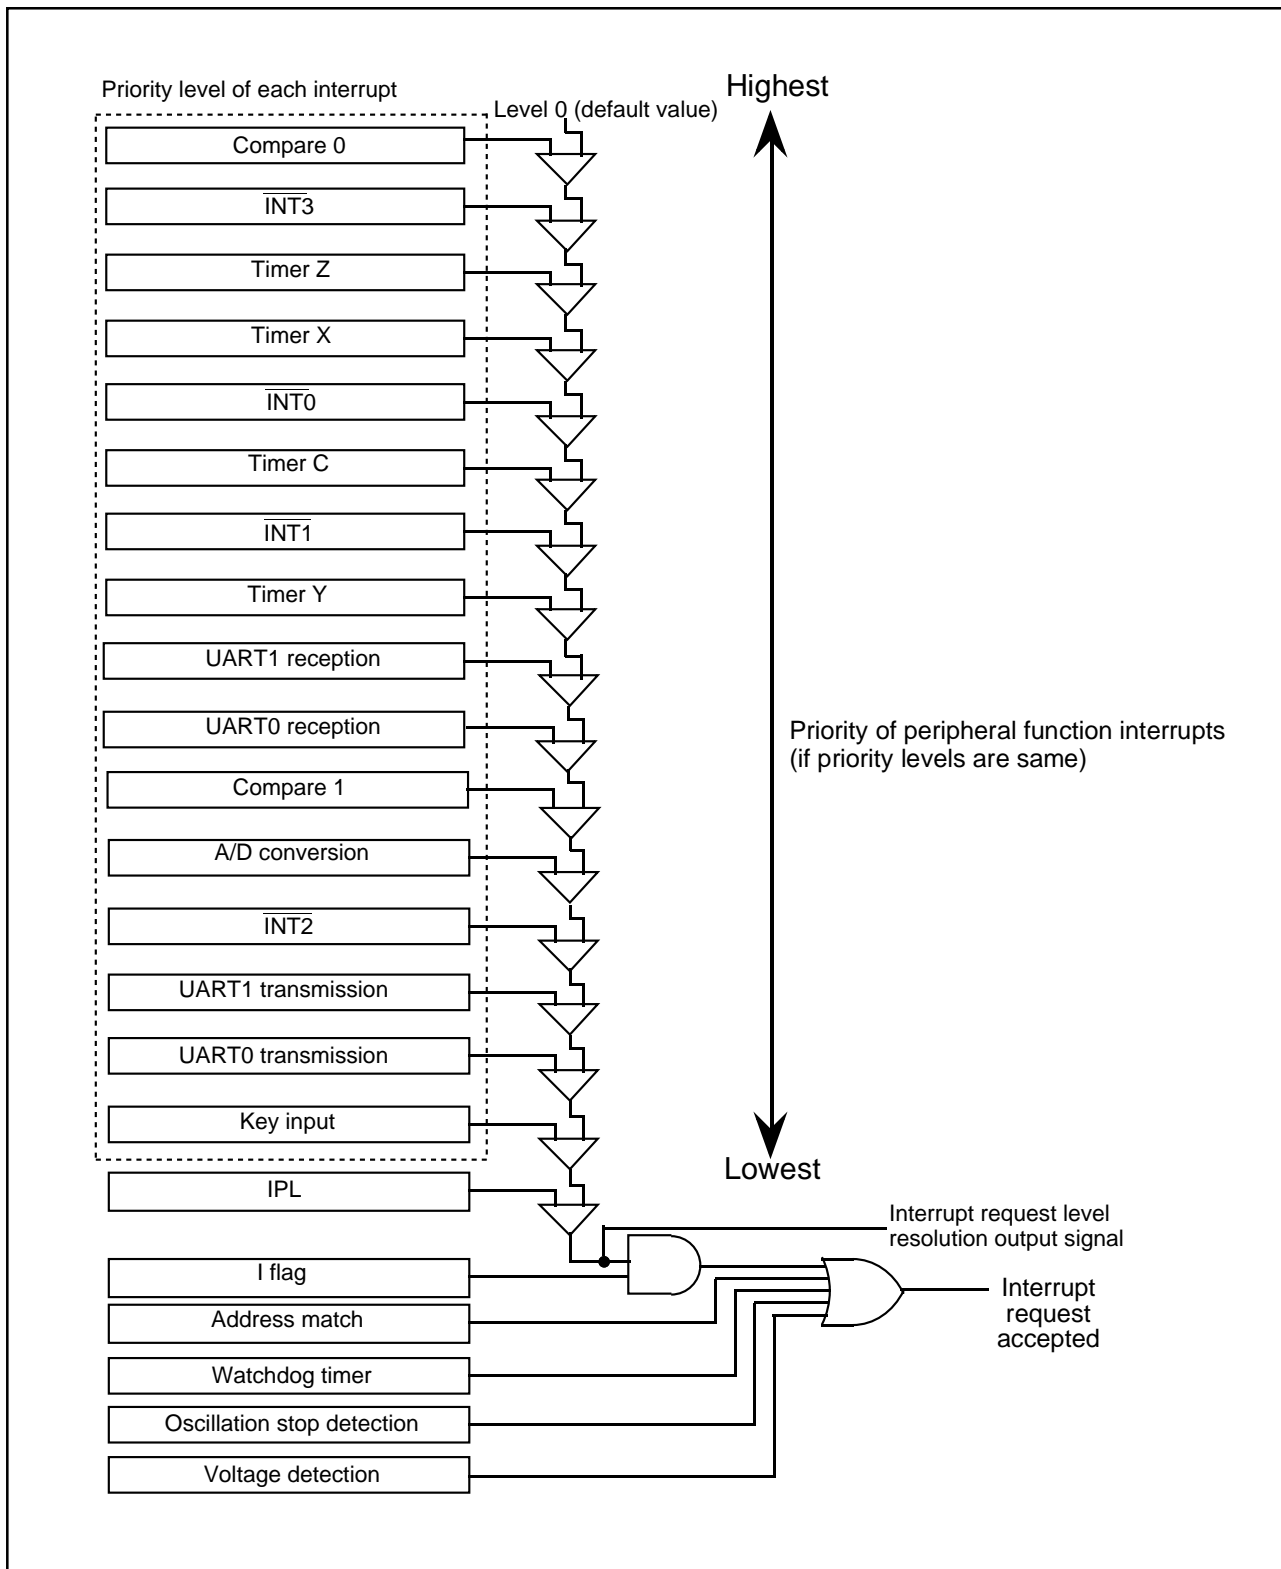 Priority level of each interrupt
Highest
Level 0 (default value)
Compare 0
INT3
Timer Z
Timer X
INT0
Timer C
INT1
Timer Y
UART1 reception
UART0 reception
Compare 1
A/D conversion
INT2
UART1 transmission
UART0 transmission
Key input
Priority of peripheral function interrupts
(if priority levels are same)
Lowest
IPL
Interrupt request level
resolution output signal
I flag
Address match
Watchdog timer
Oscillation stop detection
Voltage detection
Interrupt
request
accepted